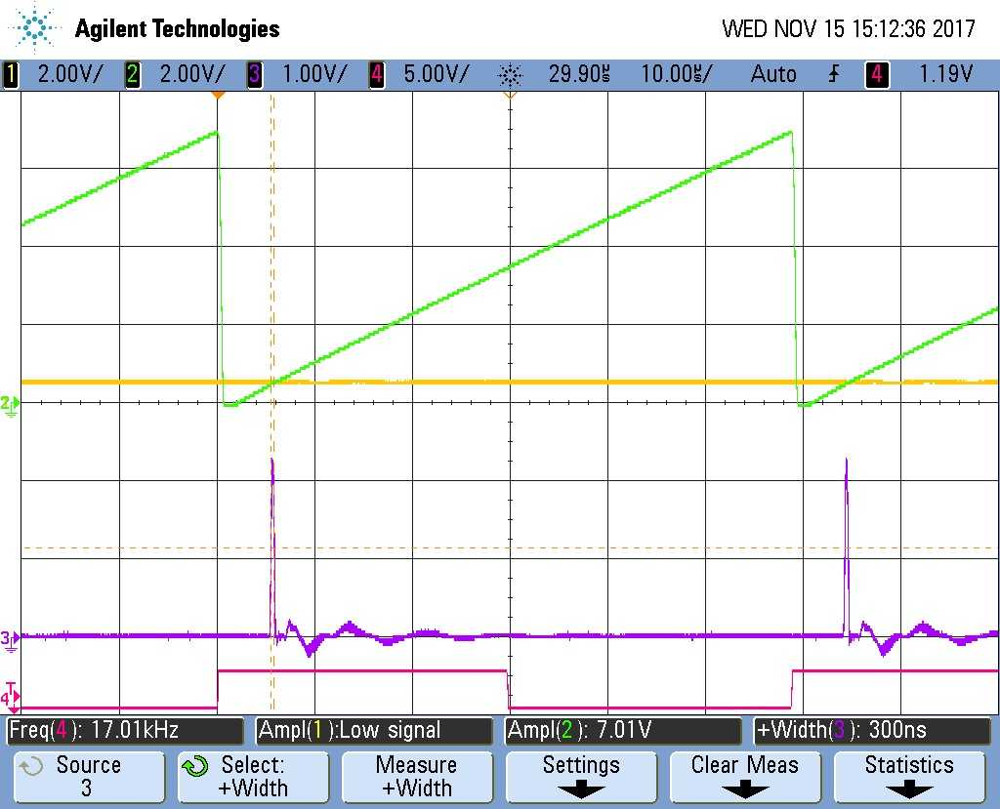 Agilent Technologies WED NOV 15 15:12:36 2017
1 2.00V/ 2 2.00V/ 3 1.00V/ 4 5.00V/ 29.90µs 10.00µs/ Auto 4 1.19V
2
3
T
4
Freq(4): 17.01kHz Ampl(1):Low signal Ampl(2): 7.01V +Width(3): 300ns
Source Select: Measure Settings Clear Meas Statistics
3 +Width +Width